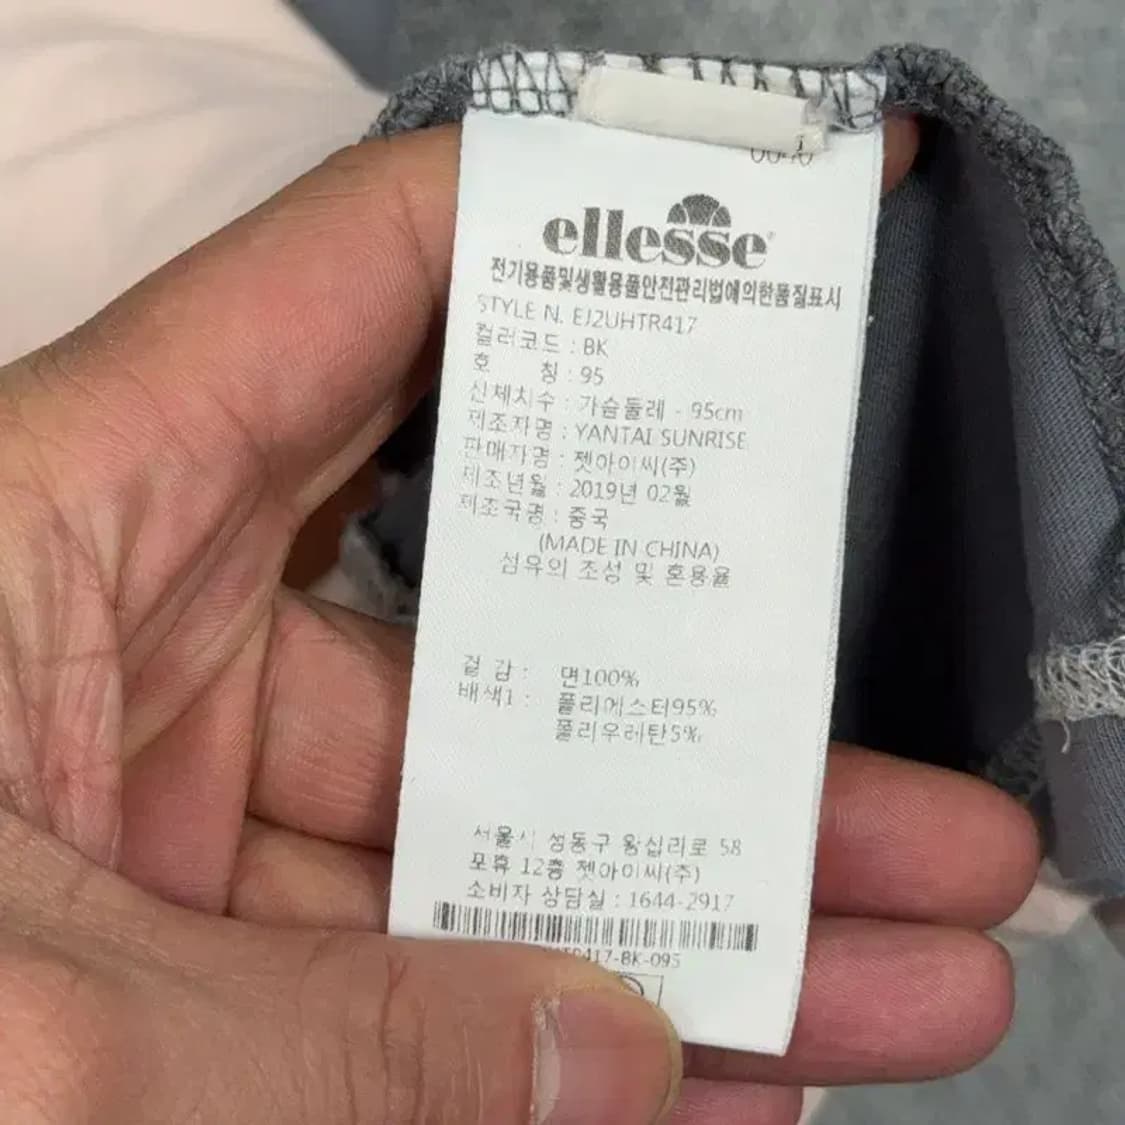 ellesse
전기용품및생활용품안전관리법에의한품질표시
STYLE N. EJ2UHTR417
컬러코드 : BK
호 칭 : 95
신체치수 : 가슴둘레 - 95cm
제조자명 : YANTAI SUNRISE
판매자명 : 젯아이씨(주)
제조년월 : 2019년 02월
제조국명 : 중국
(MADE IN CHINA)
섬유의 조성 및 혼용율
겉 감 : 면100%
배색1 : 폴리에스터95%
폴리우레탄5%
서울시 성동구 왕십리로 58
포휴 12층 젯아이씨(주)
소비자 상담실 : 1644-2917
417-BK-095